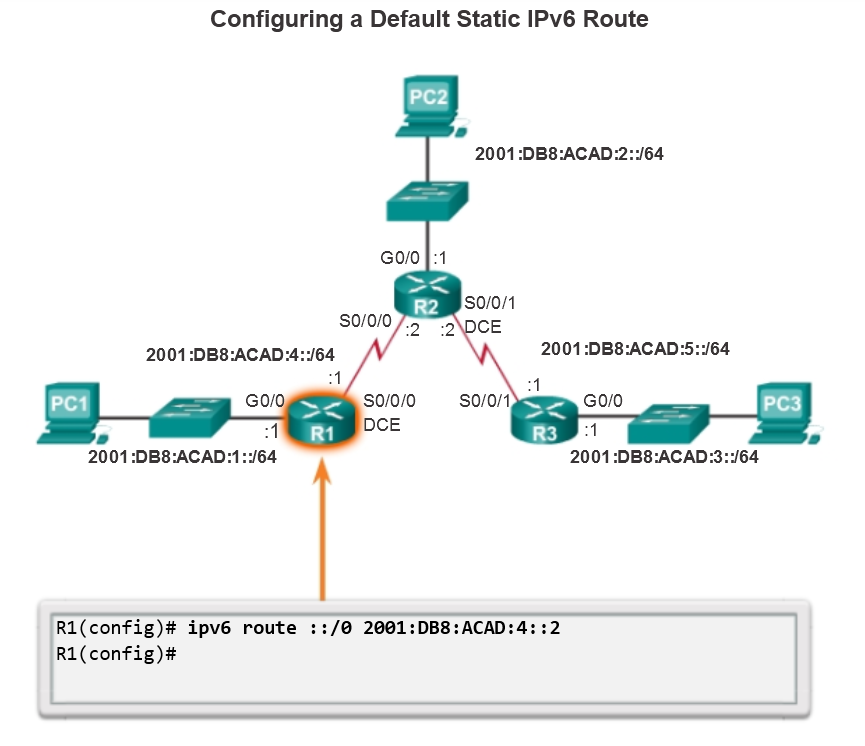 Configuring a Default Static IPv6 Route
PC2
2001:DB8:ACAD:2::/64
G0/0 :1
R2
S0/0/1
DCE
S0/0/0
:2 :2
2001:DB8:ACAD:4::/64
2001:DB8:ACAD:5::/64
:1
:1
PC1
G0/0
:1
R1
S0/0/0
DCE
2001:DB8:ACAD:1::/64
S0/0/1
R3
G0/0
:1
PC3
2001:DB8:ACAD:3::/64
R1(config)# ipv6 route ::/0 2001:DB8:ACAD:4::2
R1(config)#